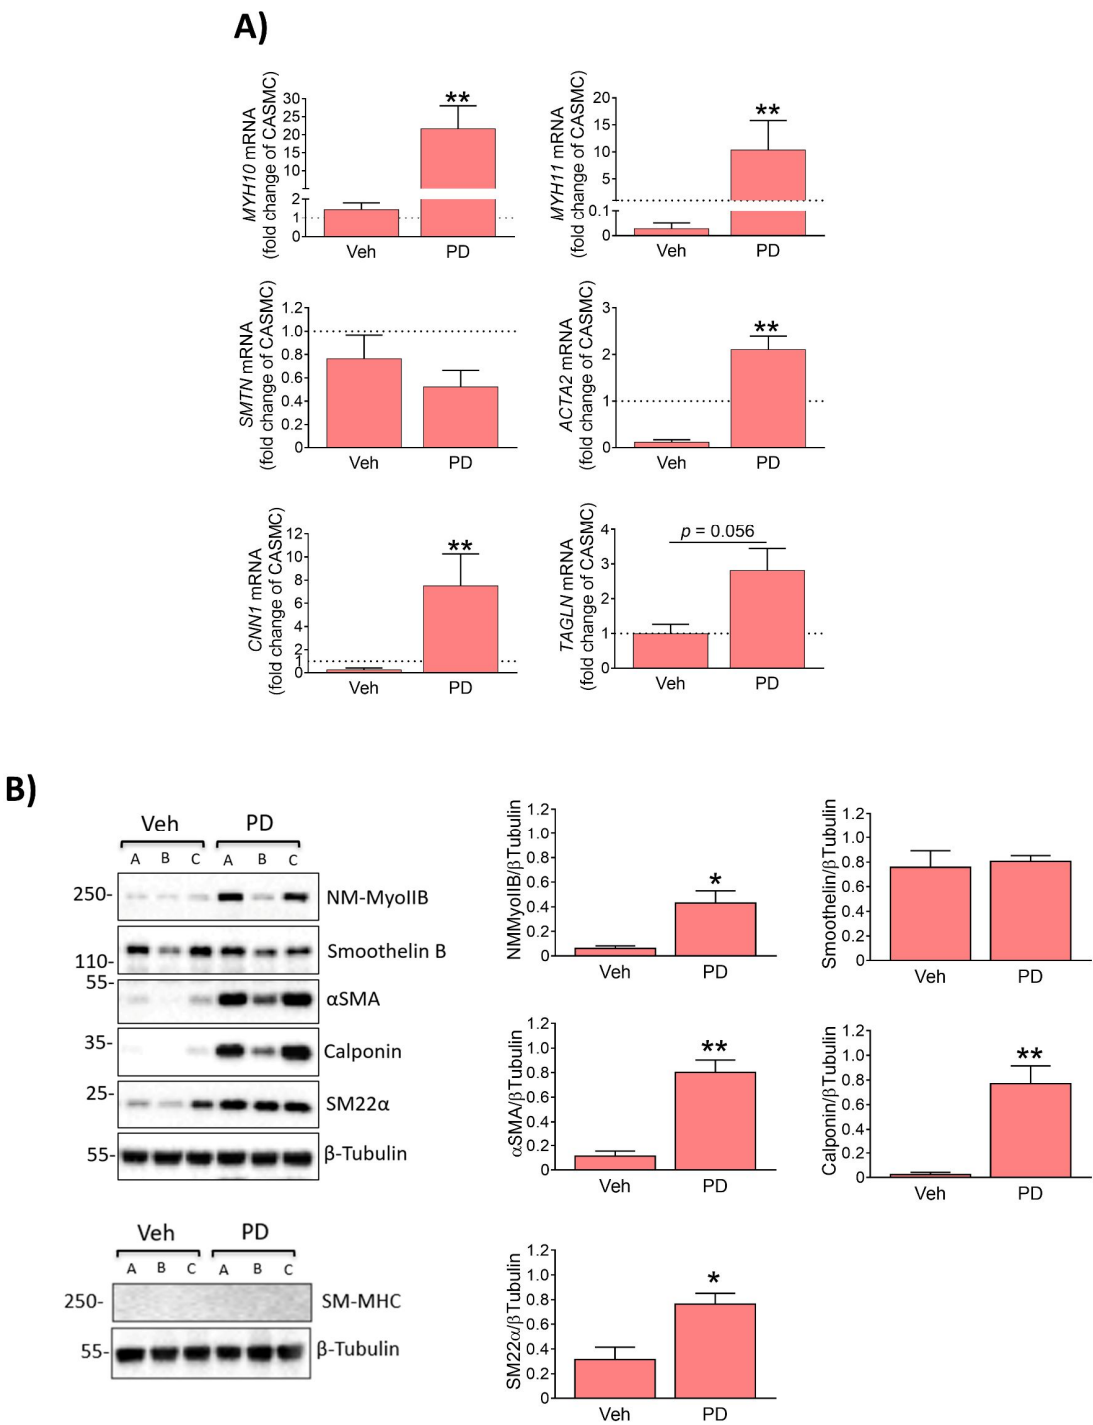 A)
MYH10 mRNA
(fold change of CASMC)
30
25
20
15
10
2
1
0
**
Veh
PD
MYH11 mRNA
(fold change of CASMC)
20
15
10
5
0.1
0
**
Veh
PD
SMTN mRNA
(fold change of CASMC)
1.2
1.0
0.8
0.6
0.4
0.2
0
Veh
PD
ACTA2 mRNA
(fold change of CASMC)
3
2
1
0
**
Veh
PD
CNN1 mRNA
(fold change of CASMC)
12
10
8
6
4
2
1
0
**
Veh
PD
TAGLN mRNA
(fold change of CASMC)
4
3
2
1
0
p = 0.056
Veh
PD
B)
Veh PD
A B C A B C
250- NM-MyoIIB
110- Smoothelin B
55- αSMA
35- Calponin
25- SM22α
55- β-Tubulin
Veh PD
A B C A B C
250- SM-MHC
55- β-Tubulin
NMMyoIIB/βTubulin
1.2
1.0
0.8
0.6
0.4
0.2
0
*
Veh
PD
Smoothelin/βTubulin
1.2
1.0
0.8
0.6
0.4
0.2
0
Veh
PD
αSMA/βTubulin
1.2
1.0
0.8
0.6
0.4
0.2
0
**
Veh
PD
Calponin/βTubulin
1.2
1.0
0.8
0.6
0.4
0.2
0
**
Veh
PD
SM22α/βTubulin
1.2
1.0
0.8
0.6
0.4
0.2
0
*
Veh
PD